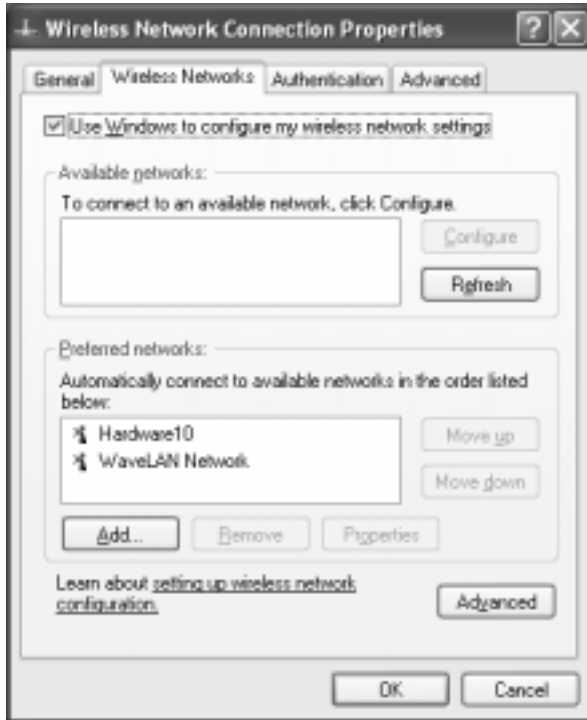 Wireless Network Connection Properties
General Wireless Networks Authentication Advanced
Use Windows to configure my wireless network settings
Available networks:
To connect to an available network, click Configure.
Configure
Refresh
Preferred networks:
Automatically connect to available networks in the order listed
below:
Hardware10
WaveLAN Network
Move up
Move down
Add... Remove Properties
Learn about setting up wireless network
configuration.
Advanced
OK Cancel